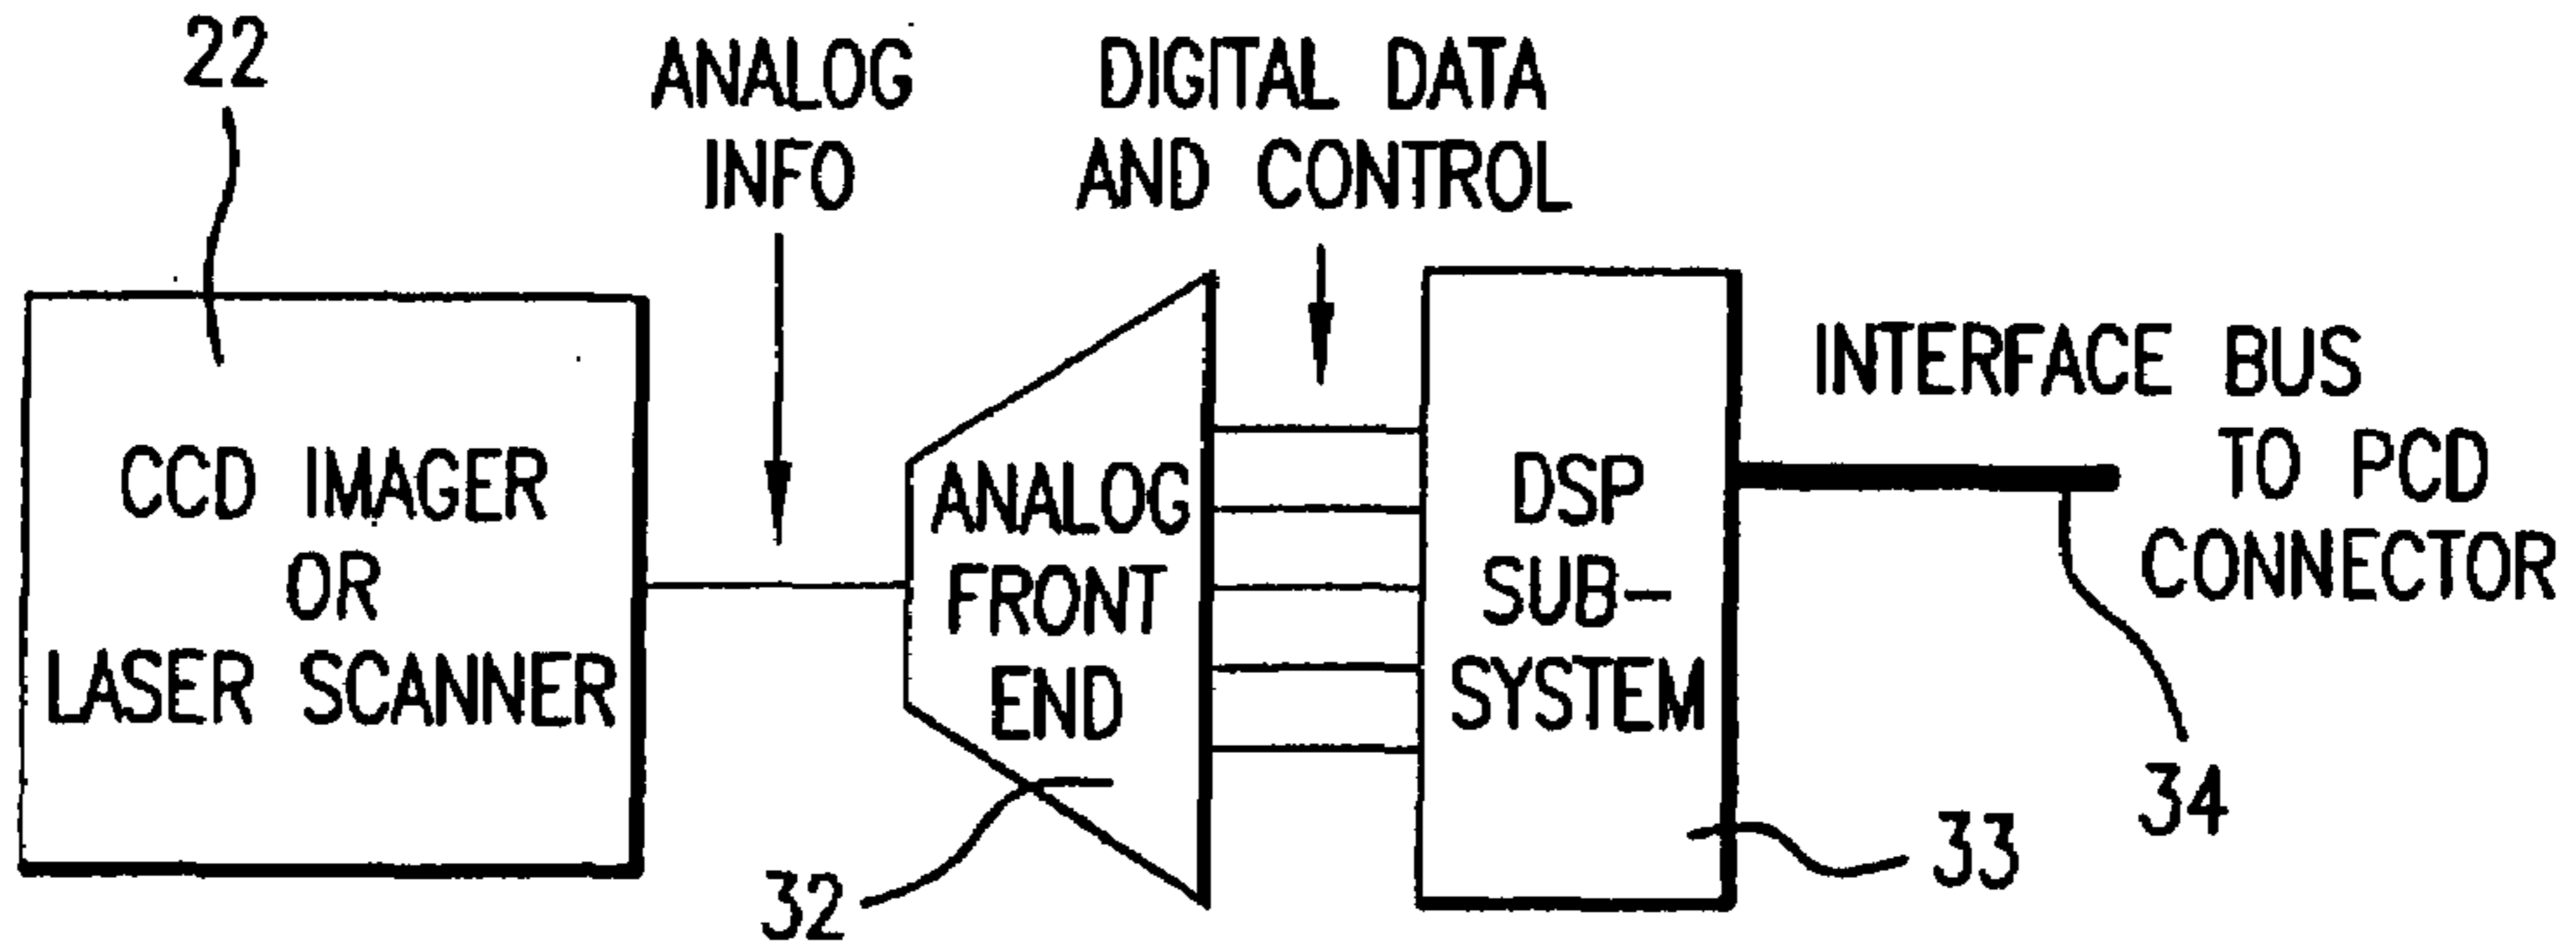 22
ANALOG
INFO
DIGITAL DATA
AND CONTROL
CCD IMAGER
OR
LASER SCANNER
ANALOG
FRONT
END
32
DSP
SUB-
SYSTEM
33
INTERFACE BUS
TO PCD
CONNECTOR
34